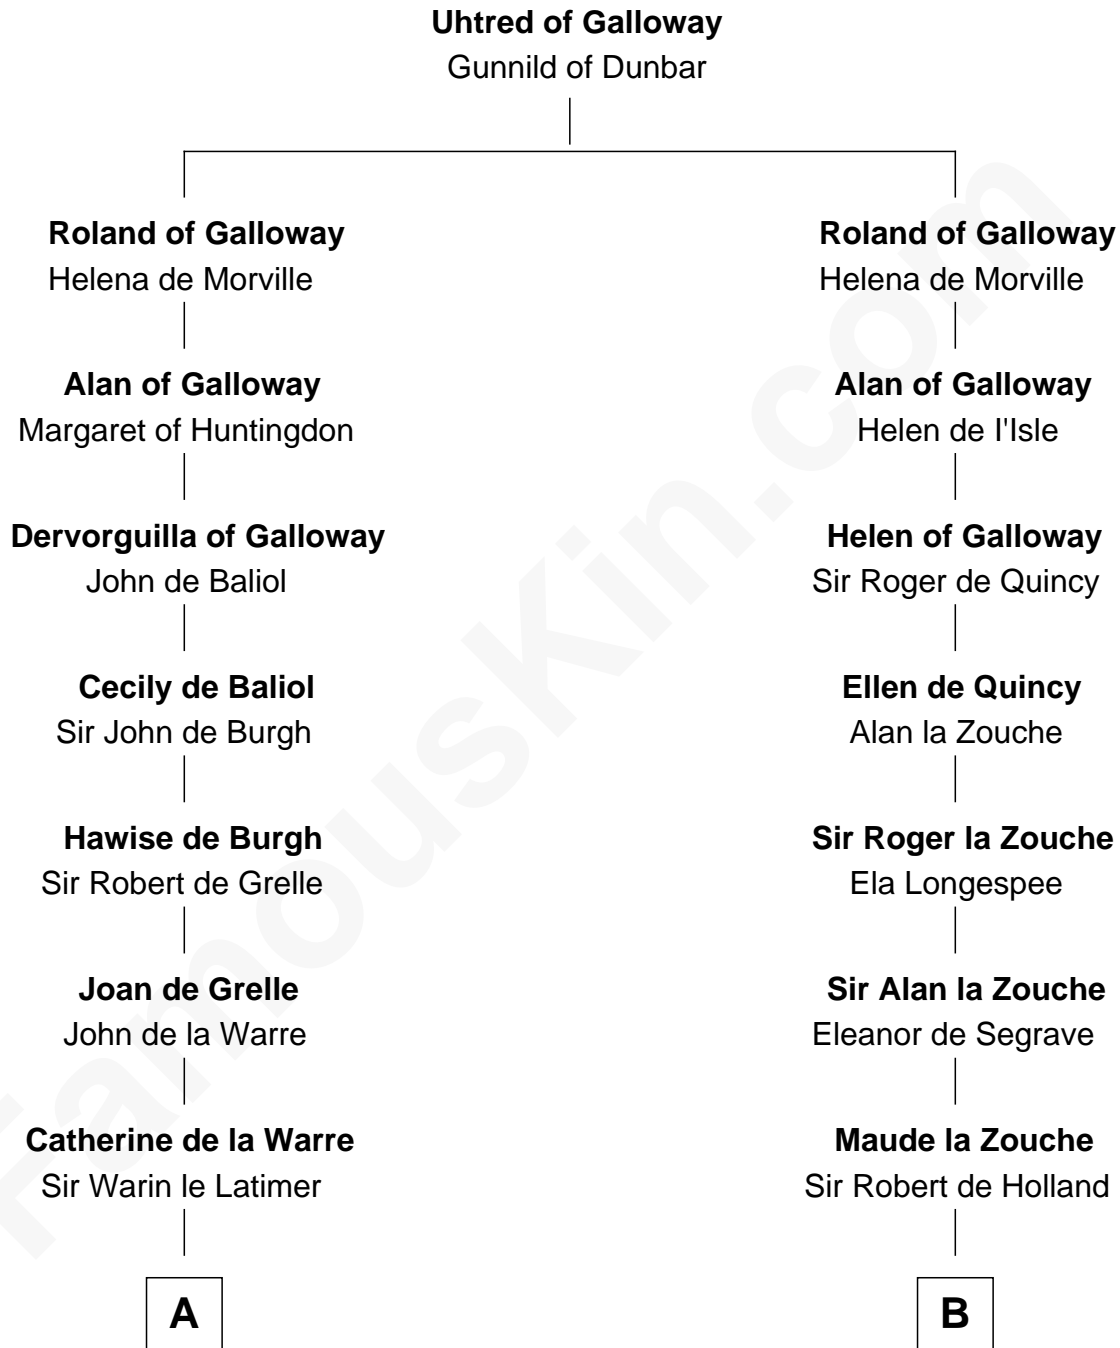 Uhtred of Galloway
Gunnild of Dunbar
Roland of Galloway
Helena de Morville
Alan of Galloway
Margaret of Huntingdon
Dervorguilla of Galloway
John de Baliol
Cecily de Baliol
Sir John de Burgh
Hawise de Burgh
Sir Robert de Grelle
Joan de Grelle
John de la Warre
Catherine de la Warre
Sir Warin le Latimer
A
Roland of Galloway
Helena de Morville
Alan of Galloway
Helen de I'Isle
Helen of Galloway
Sir Roger de Quincy
Ellen de Quincy
Alan la Zouche
Sir Roger la Zouche
Ela Longespee
Sir Alan la Zouche
Eleanor de Segrave
Maude la Zouche
Sir Robert de Holland
B
FamousKin.com